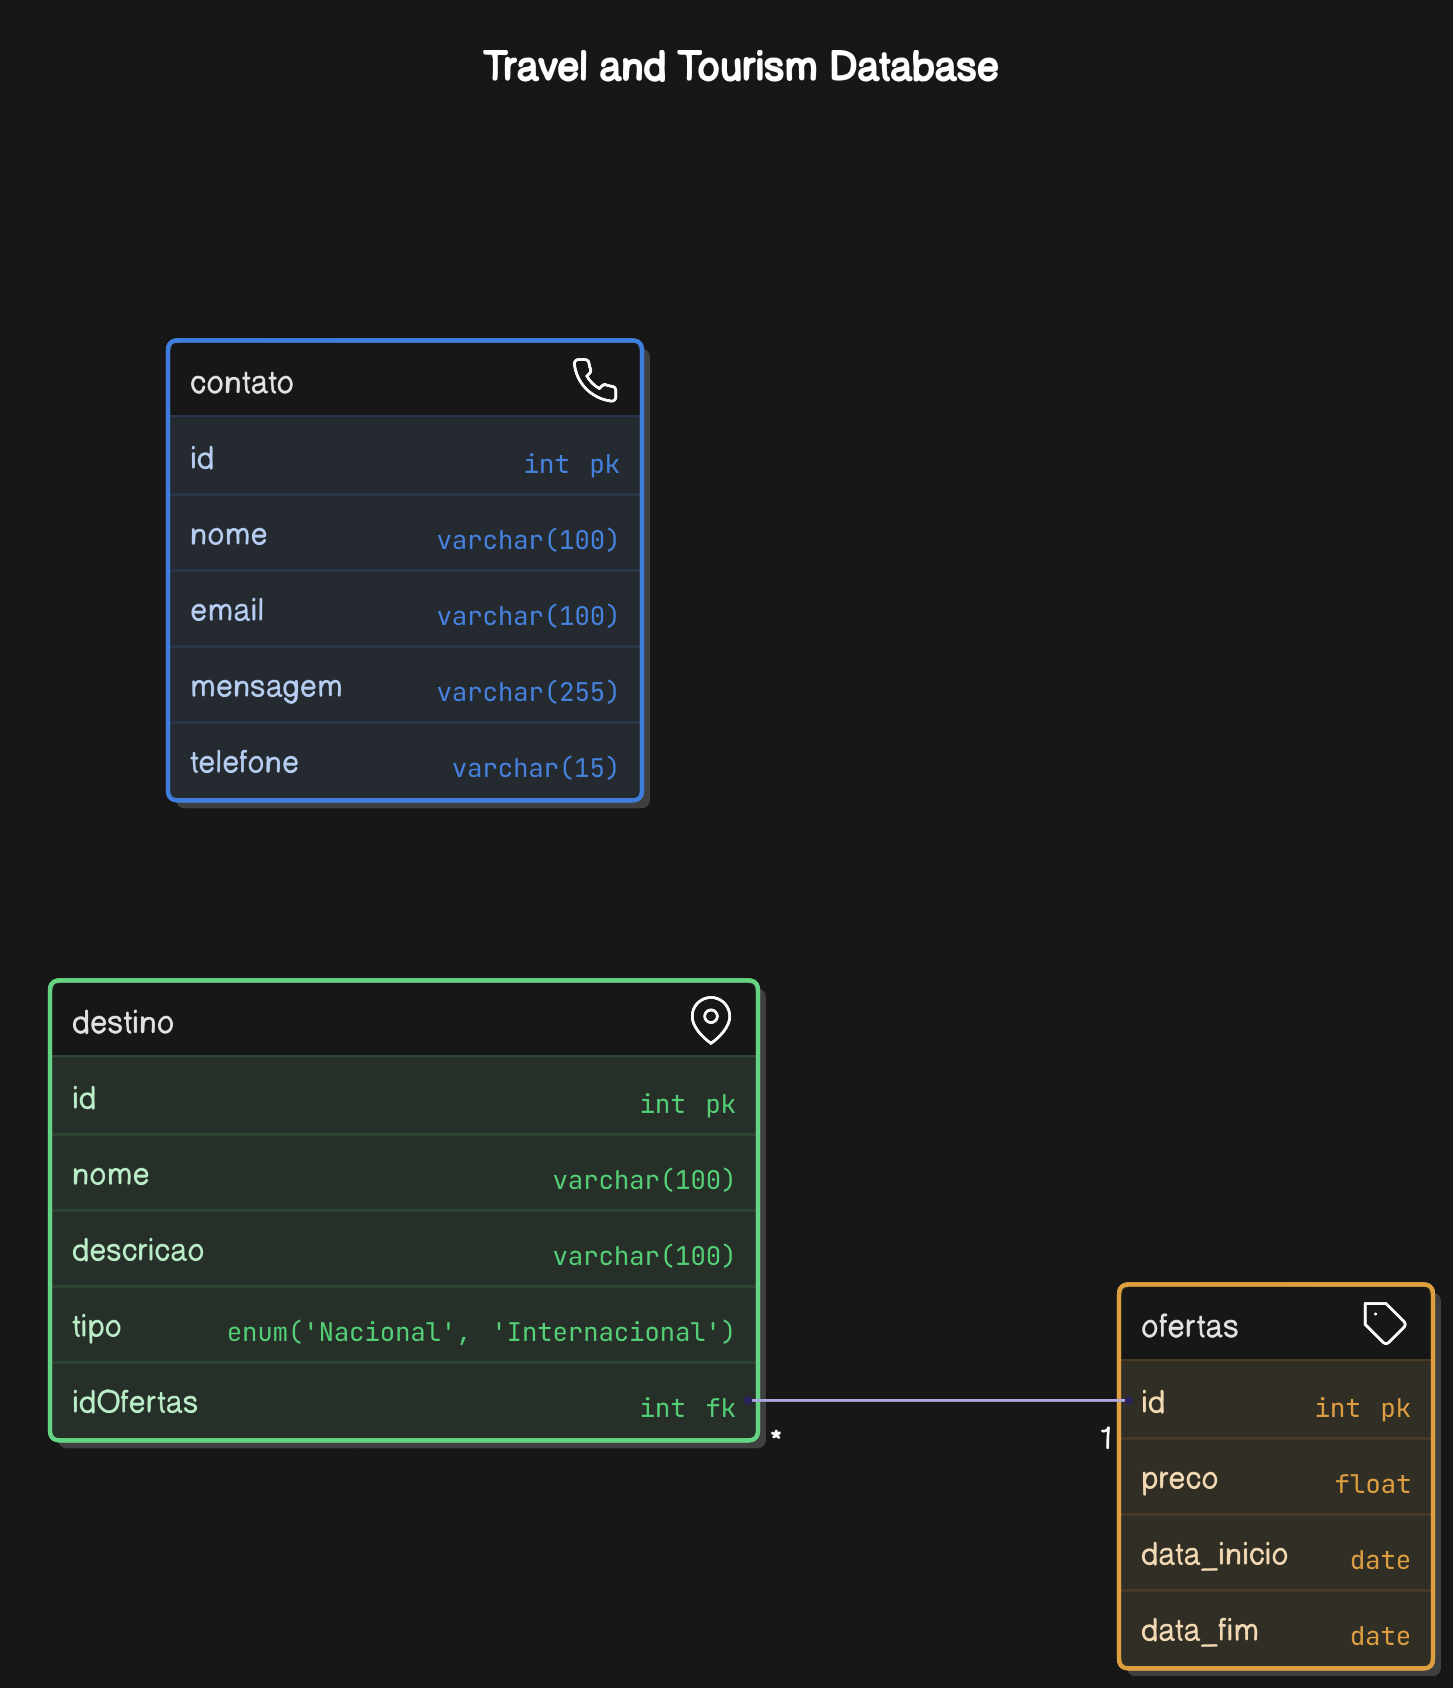 Travel and Tourism Database
contato
id int pk
nome varchar(100)
email varchar(100)
mensagem varchar(255)
telefone varchar(15)
destino
id int pk
nome varchar(100)
descricao varchar(100)
tipo enum('Nacional', 'Internacional')
idOfertas int fk
* 1
ofertas
id int pk
preco float
data_inicio date
data_fim date